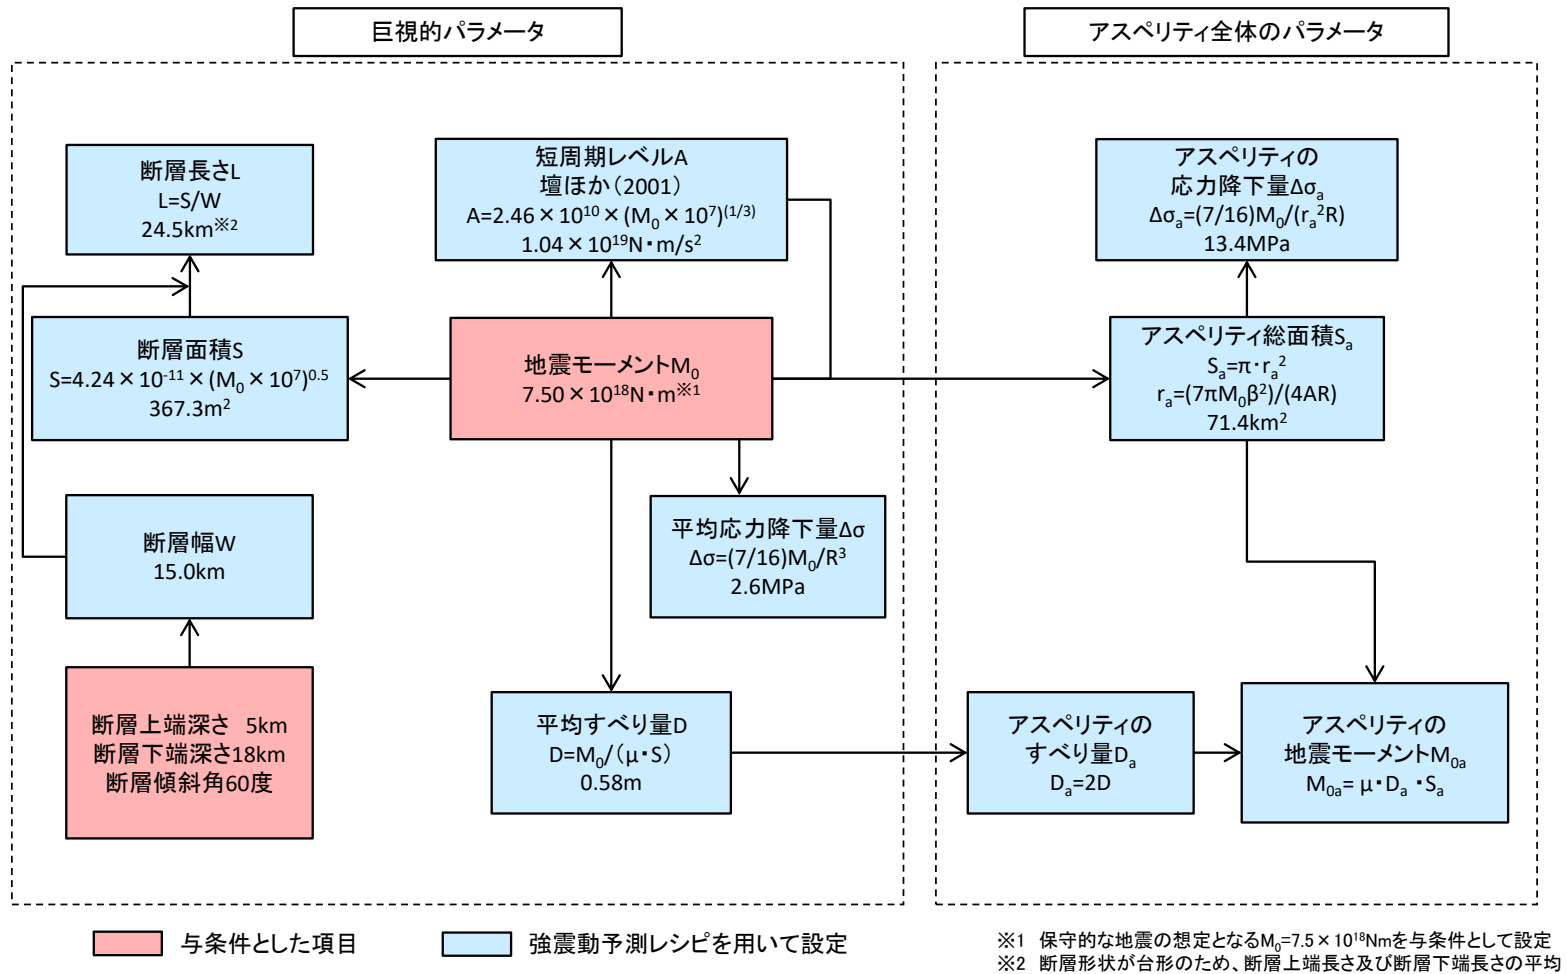 巨視的パラメータ
アスペリティ全体のパラメータ
断層長さL
L=S/W
24.5km※2
短周期レベルA
壇ほか(2001)
A=2.46×10¹⁰×(M₀×10⁷)⁽¹ᐟ³⁾
1.04×10¹⁹N・m/s²
アスペリティの
応力降下量Δσₐ
Δσₐ=(7/16)M₀/(rₐ²R)
13.4MPa
断層面積S
S=4.24×10⁻¹¹×(M₀×10⁷)⁰·⁵
367.3m²
地震モーメントM₀
7.50×10¹⁸N・m※1
アスペリティ総面積Sₐ
Sₐ=π・rₐ²
rₐ=(7πM₀β²)/(4AR)
71.4km²
断層幅W
15.0km
平均応力降下量Δσ
Δσ=(7/16)M₀/R³
2.6MPa
断層上端深さ 5km
断層下端深さ18km
断層傾斜角60度
平均すべり量D
D=M₀/(μ・S)
0.58m
アスペリティの
すべり量Dₐ
Dₐ=2D
アスペリティの
地震モーメントM₀ₐ
M₀ₐ= μ・Dₐ ・Sₐ
与条件とした項目
強震動予測レシピを用いて設定
※1 保守的な地震の想定となるM₀=7.5×10¹⁸Nmを与条件として設定
※2 断層形状が台形のため、断層上端長さ及び断層下端長さの平均